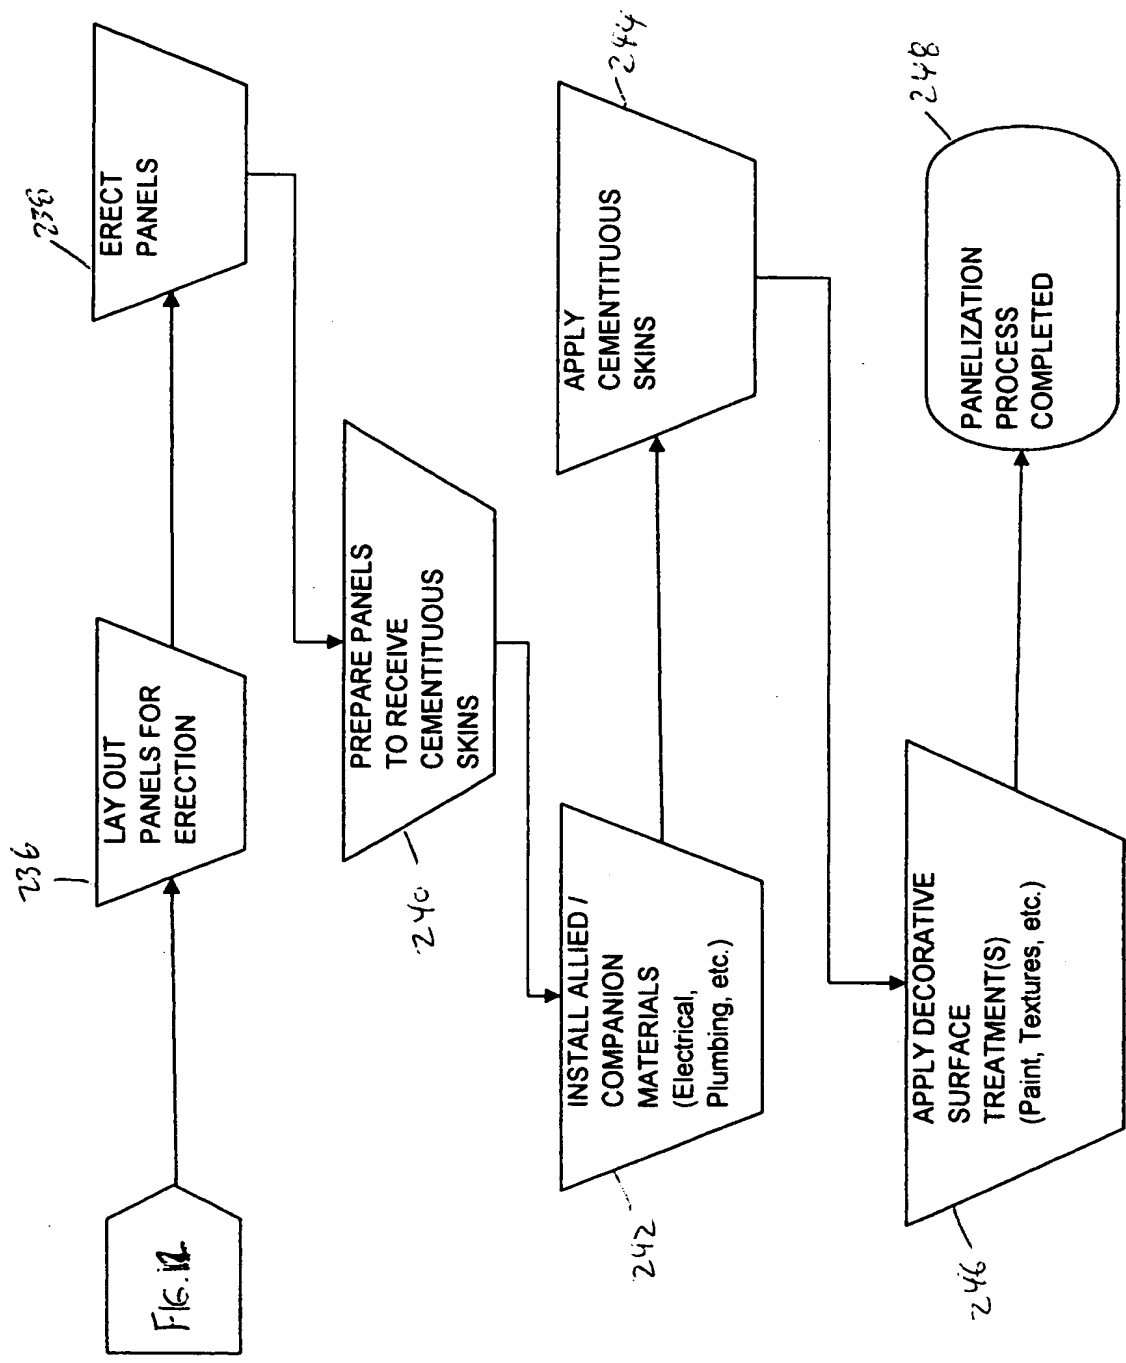 FIG. 12
236
LAY OUT
PANELS FOR
ERECTION
238
ERECT
PANELS
240
PREPARE PANELS
TO RECEIVE
CEMENTITUOUS
SKINS
242
INSTALL ALLIED /
COMPANION
MATERIALS
(Electrical,
Plumbing, etc.)
244
APPLY
CEMENTITUOUS
SKINS
246
APPLY DECORATIVE
SURFACE
TREATMENT(S)
(Paint, Textures, etc.)
248
PANELIZATION
PROCESS
COMPLETED